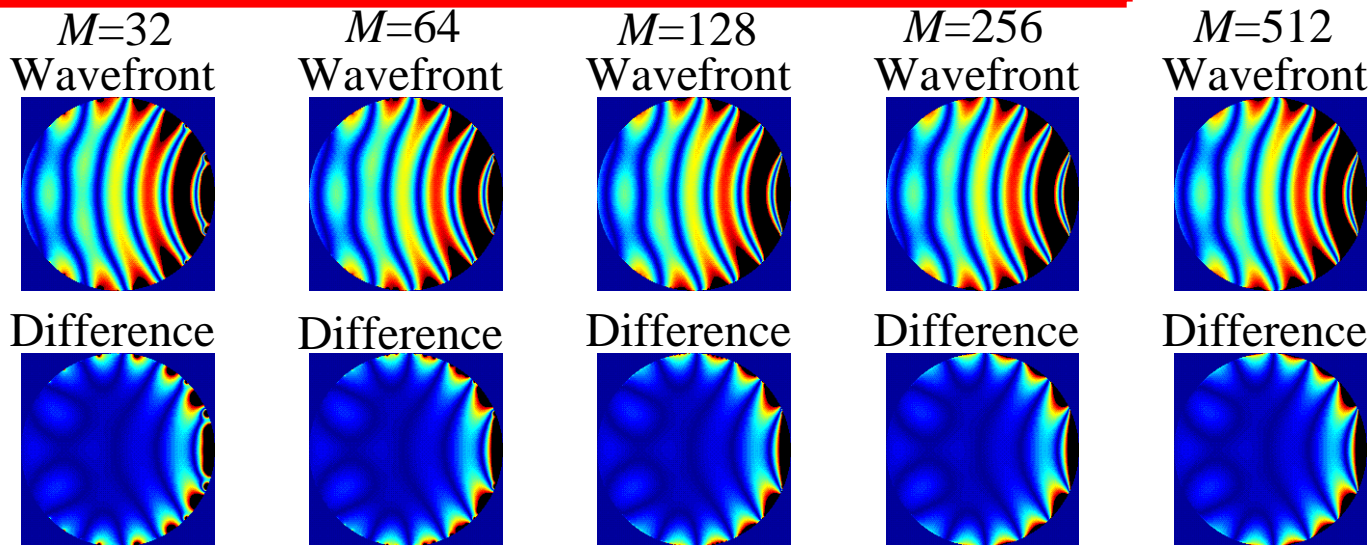 M=32 M=64 M=128 M=256 M=512
Wavefront Wavefront Wavefront Wavefront Wavefront
Difference Difference Difference Difference Difference